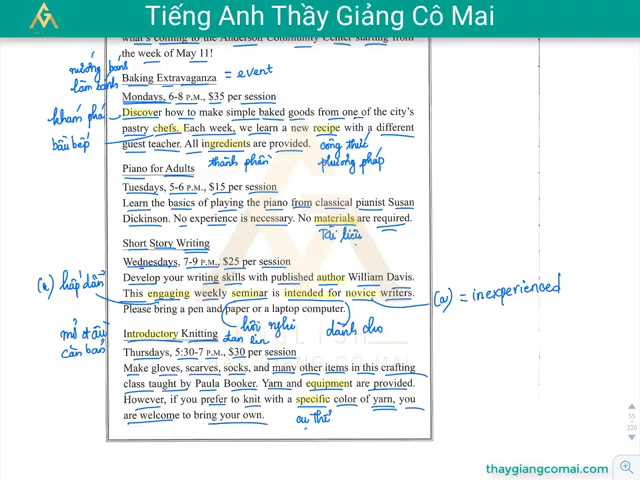 Tiếng Anh Thầy Giảng Cô Mai
what's coming to the Anderson Community Center starting from
the week of May 11!
nướng bánh
làm bánh
Baking Extravaganza = event
Mondays, 6-8 P.M., $35 per session
khám phá
Discover how to make simple baked goods from one of the city's
pastry chefs. Each week, we learn a new recipe with a different
đầu bếp
guest teacher. All ingredients are provided.
công thức
thành phần
phương pháp
Piano for Adults
Tuesdays, 5-6 P.M., $15 per session
Learn the basics of playing the piano from classical pianist Susan
Dickinson. No experience is necessary. No materials are required.
Tài liệu
Short Story Writing
Wednesdays, 7-9 P.M., $25 per session
Develop your writing skills with published author William Davis.
(a) hấp dẫn
This engaging weekly seminar is intended for novice writers.
(a) = inexperienced
Please bring a pen and paper or a laptop computer.
hội nghị
dành cho
mở đầu
căn bản
Introductory Knitting
đan len
Thursdays, 5:30-7 P.M., $30 per session
Make gloves, scarves, socks, and many other items in this crafting
class taught by Paula Booker. Yarn and equipment are provided.
However, if you prefer to knit with a specific color of yarn, you
are welcome to bring your own.
cụ thể
55
220
thaygiangcomai.com